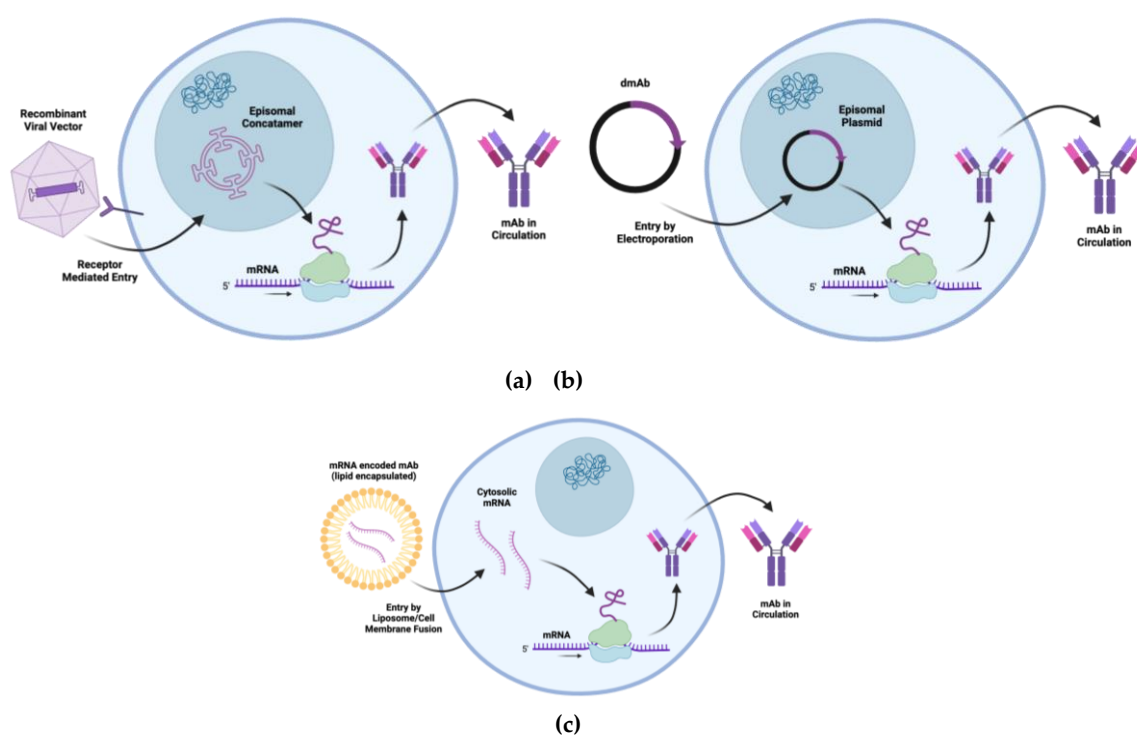 Recombinant
Viral Vector
Receptor
Mediated Entry
Episomal
Concatamer
5'
mRNA
mAb in
Circulation
dmAb
Entry by
Electroporation
Episomal
Plasmid
5'
mRNA
mAb in
Circulation
(a) (b)
mRNA encoded mAb
(lipid encapsulated)
Entry by
Liposome/Cell
Membrane Fusion
Cytosolic
mRNA
5'
mRNA
mAb in
Circulation
(c)